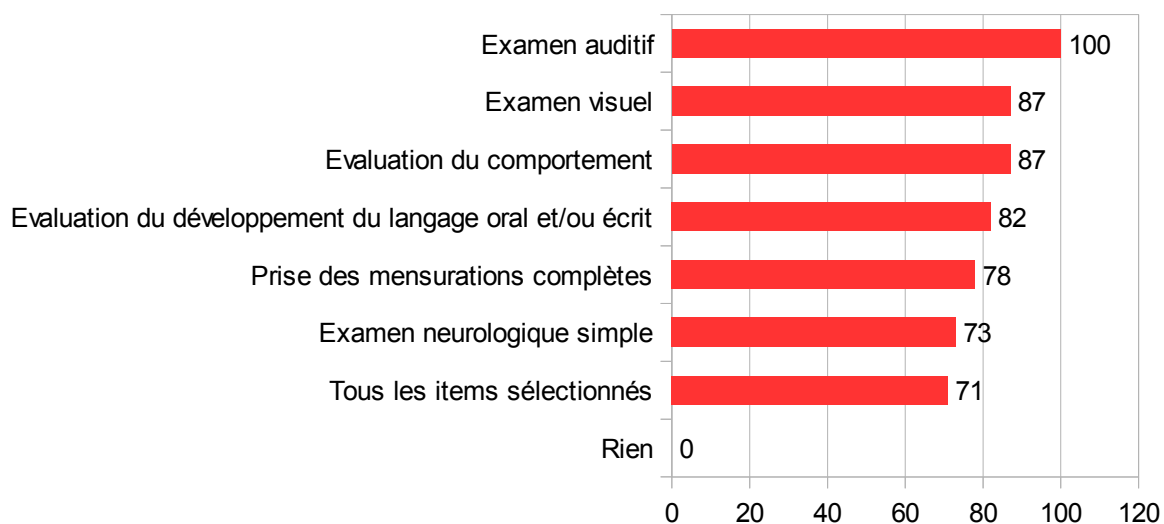 Examen auditif 100
Examen visuel 87
Evaluation du comportement 87
Evaluation du développement du langage oral et/ou écrit 82
Prise des mensurations complètes 78
Examen neurologique simple 73
Tous les items sélectionnés 71
Rien 0
0 20 40 60 80 100 120